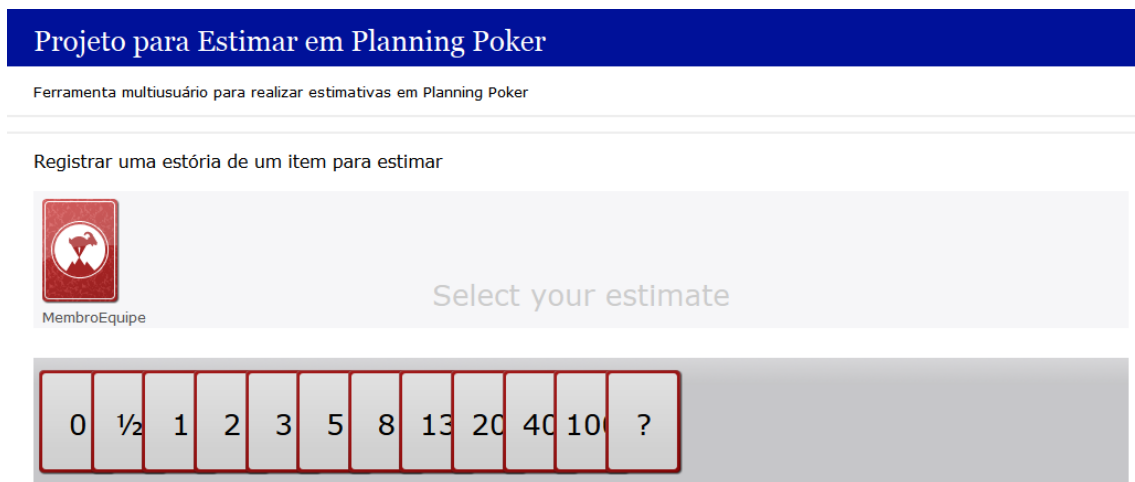 Projeto para Estimar em Planning Poker
Ferramenta multiusuário para realizar estimativas em Planning Poker
Registrar uma estória de um item para estimar
Select your estimate
MembroEquipe
0 ½ 1 2 3 5 8 13 20 40 100 ?